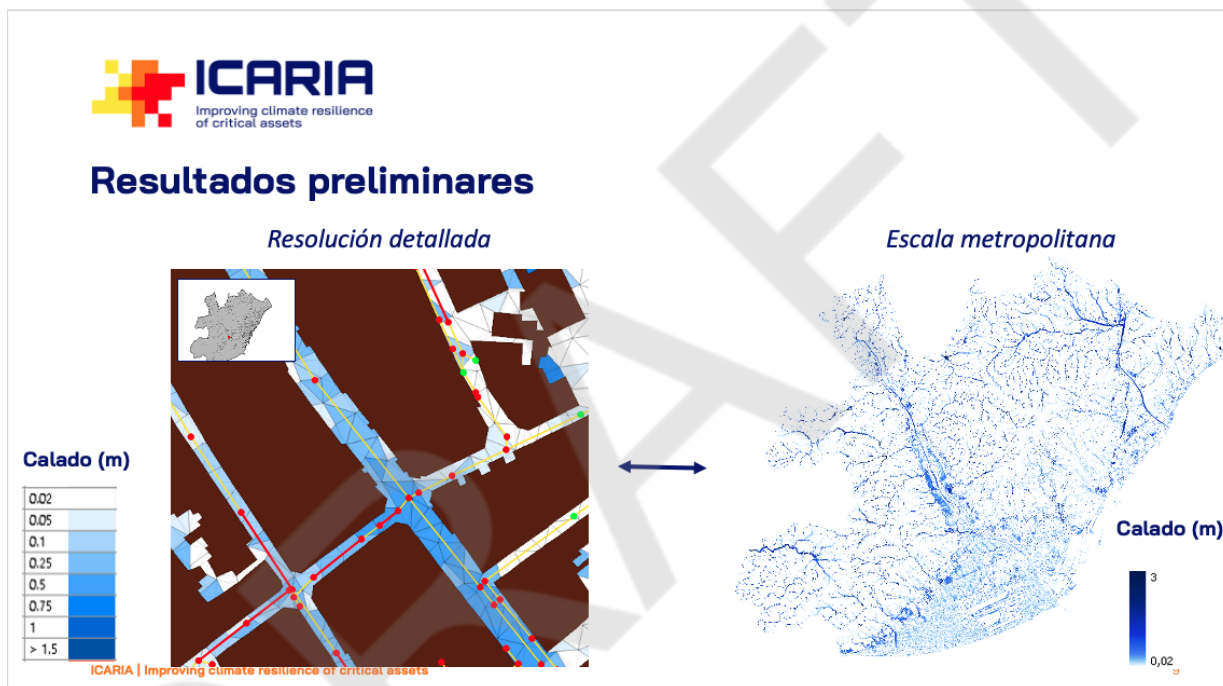 ICARIA
Improving climate resilience
of critical assets
Resultados preliminares
Resolución detallada
Escala metropolitana
Calado (m)
0.02
0.05
0.1
0.25
0.5
0.75
1
> 1.5
Calado (m)
3
0,02
ICARIA | Improving climate resilience of critical assets
DRAFT